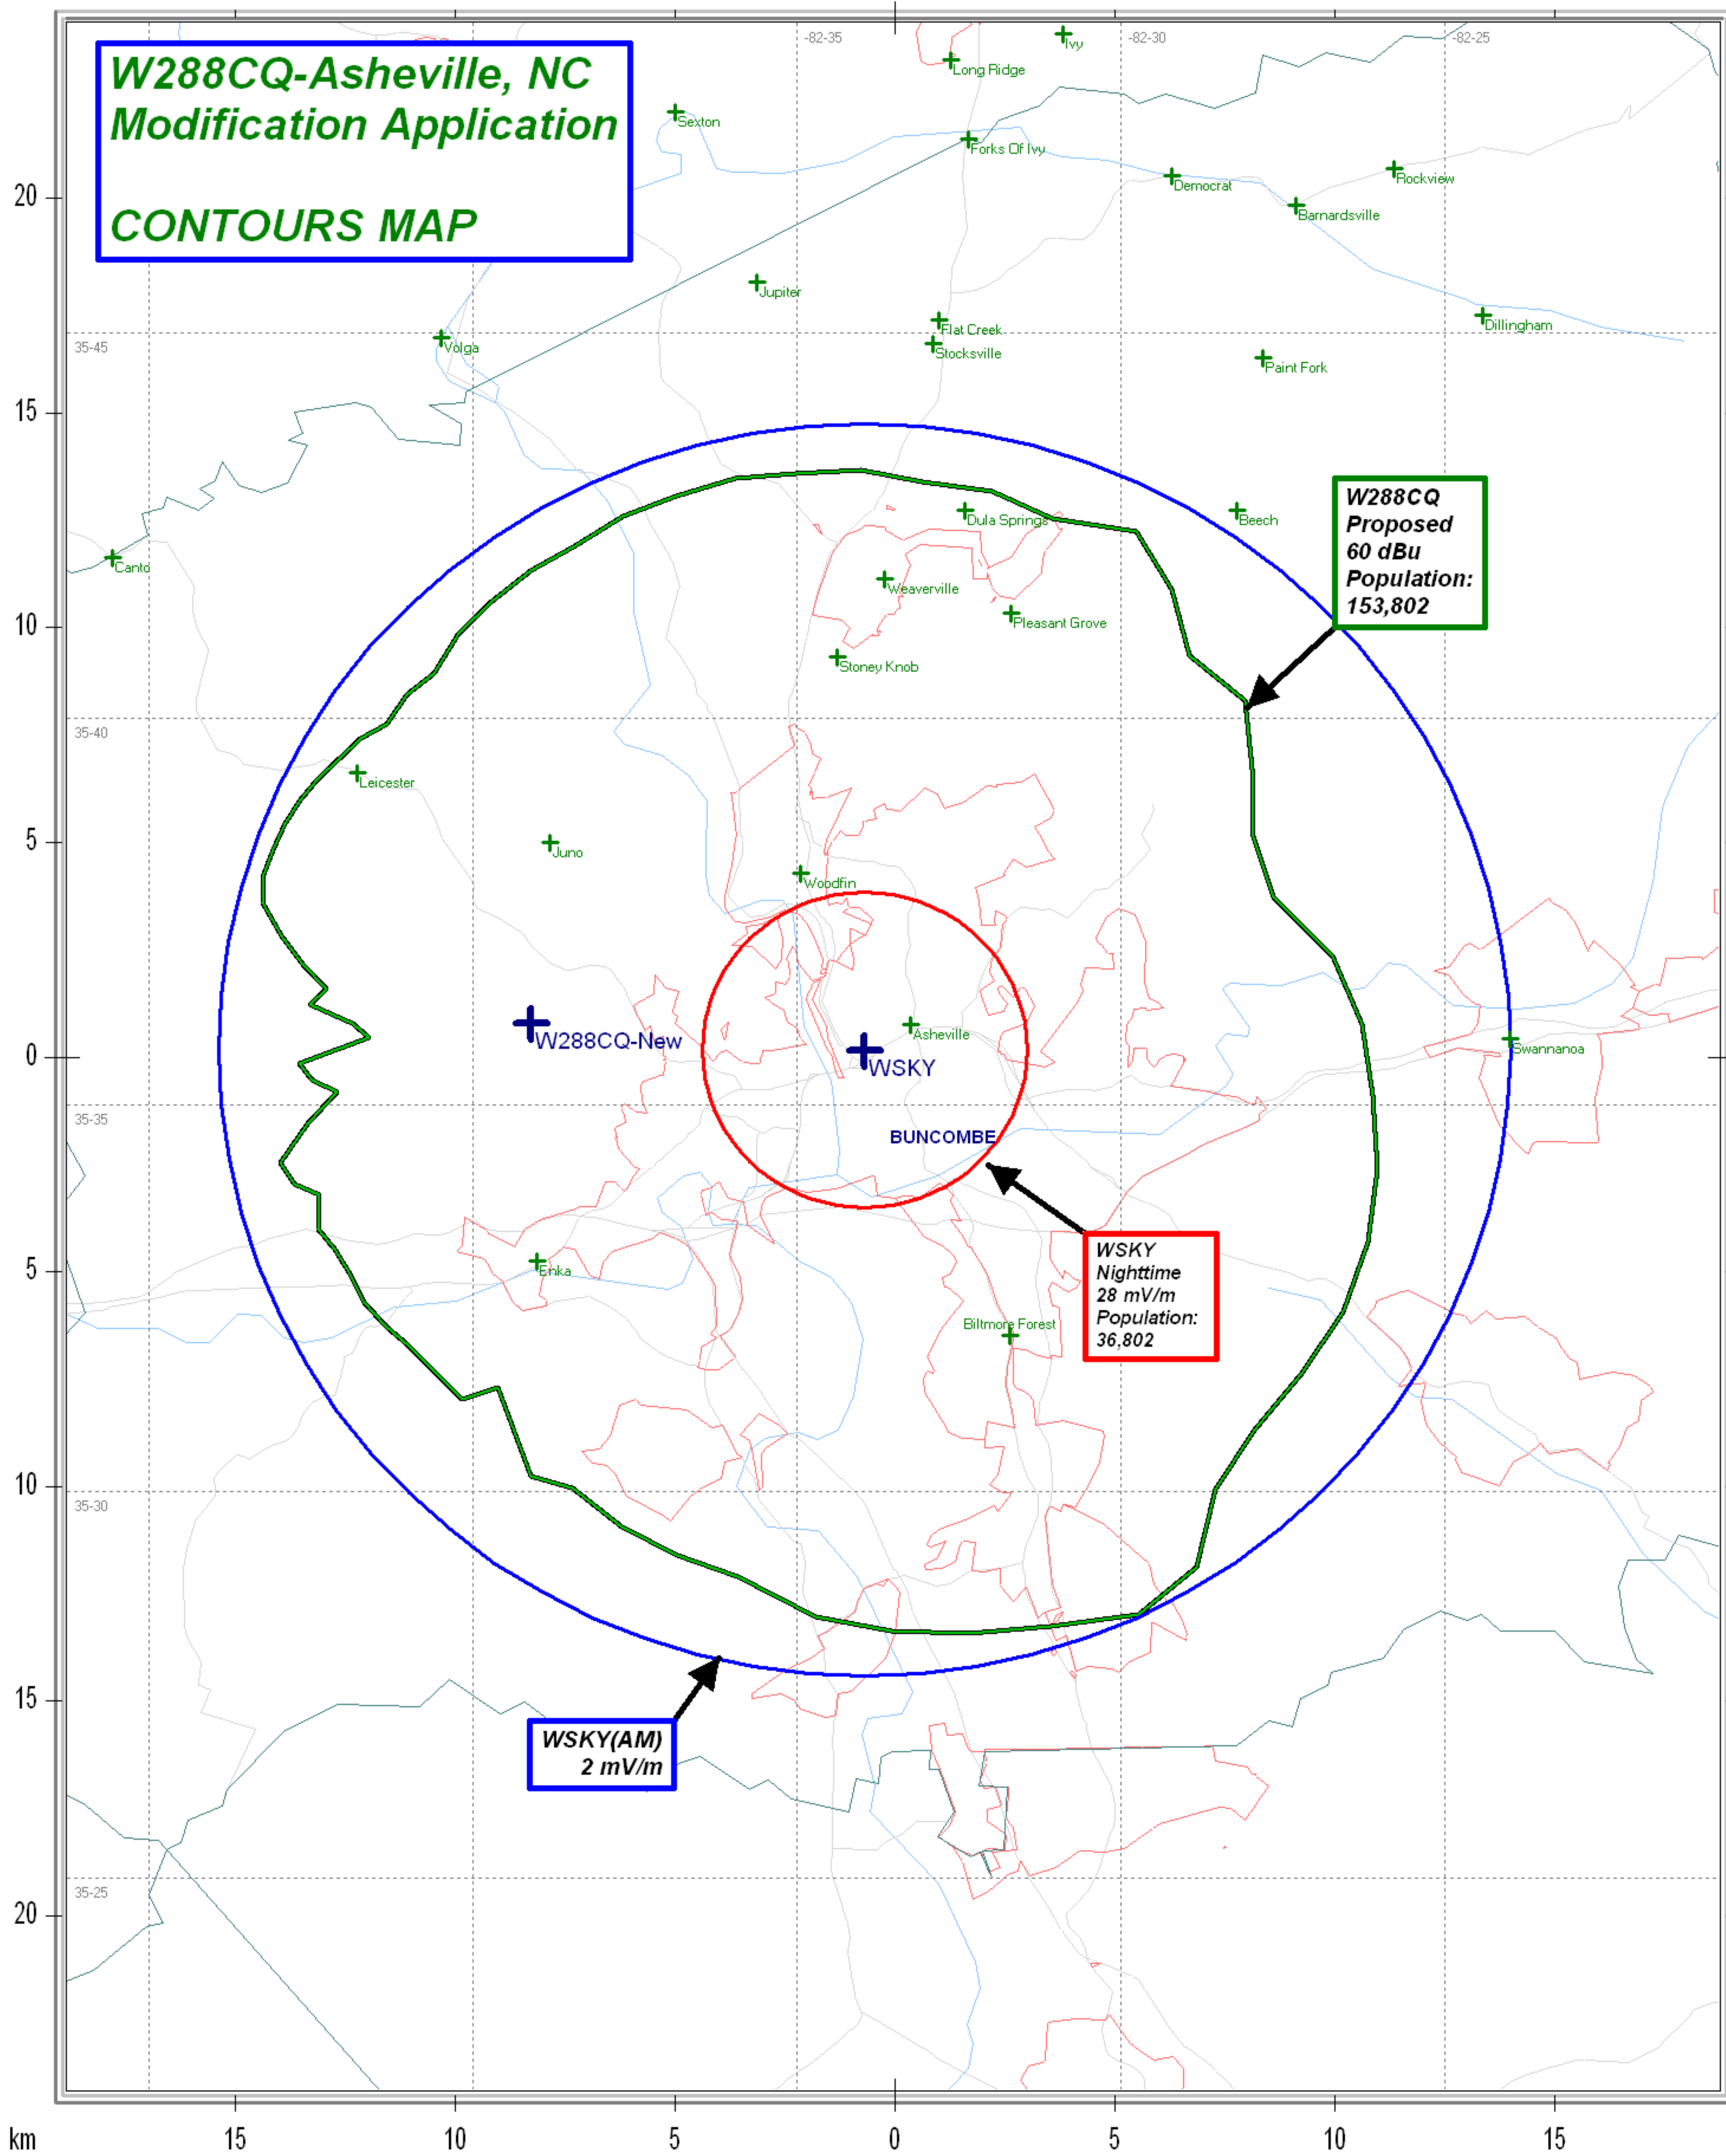 W288CQ-Asheville, NC
Modification Application
CONTOURS MAP
-82-35
-82-30
-82-25
Ivy
Long Ridge
Sexton
Forks Of Ivy
Democrat
Rockview
Barnardsville
20
Jupiter
Flat Creek
Stocksville
Dillingham
Paint Fork
Volga
35-45
15
W288CQ
Proposed
60 dBu
Population:
153,802
Dula Springs
Beech
Canto
Weaverville
Pleasant Grove
10
Stoney Knob
35-40
Leicester
5
Juno
Woodfin
W288CQ-New
Asheville
WSKY
Swannanoa
0
35-35
BUNCOMBE
WSKY
Nighttime
28 mV/m
Population:
36,802
5
Enka
Biltmore Forest
10
35-30
15
WSKY(AM)
2 mV/m
35-25
20
km
15
10
5
0
5
10
15